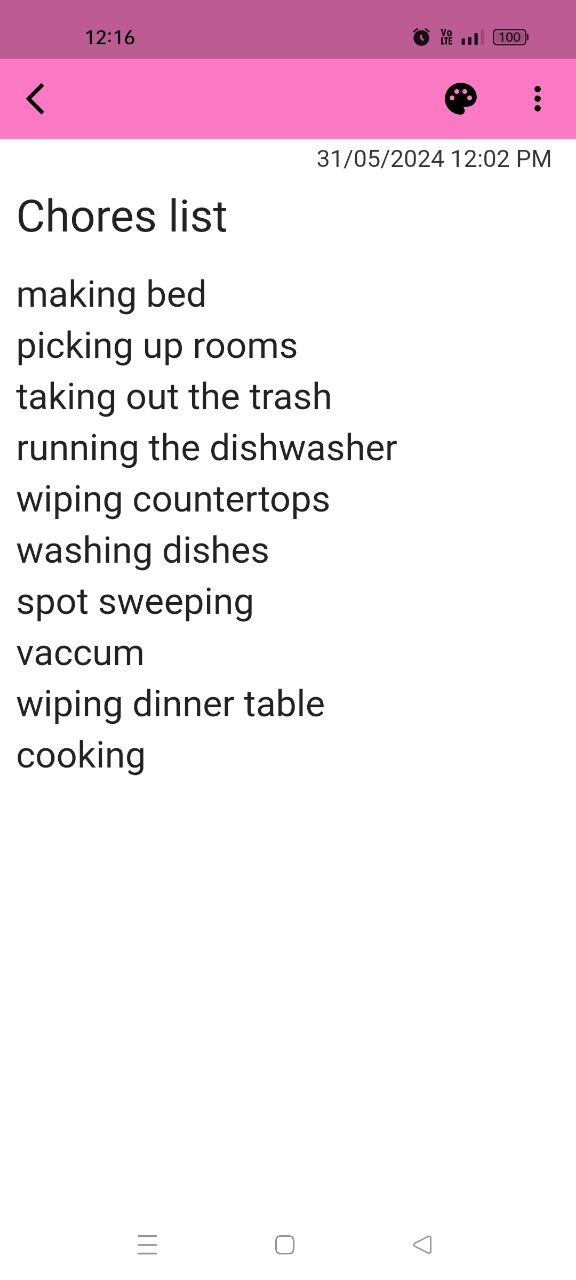 12:16
Vo LTE
100
31/05/2024 12:02 PM
Chores list
making bed
picking up rooms
taking out the trash
running the dishwasher
wiping countertops
washing dishes
spot sweeping
vaccum
wiping dinner table
cooking